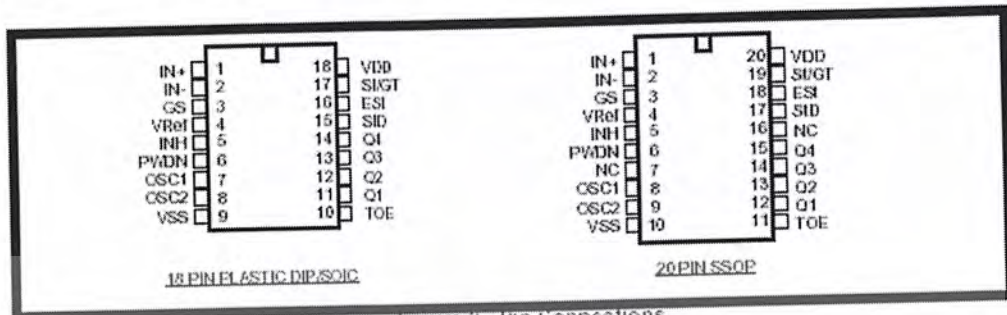 IN+ 1 18 VDD
IN- 2 17 St/GT
GS 3 16 ESt
VRef 4 15 StD
INH 5 14 Q4
PWDN 6 13 Q3
OSC1 7 12 Q2
OSC2 8 11 Q1
VSS 9 10 TOE
18 PIN PLASTIC DIP/SOIC
IN+ 1 20 VDD
IN- 2 19 St/GT
GS 3 18 ESt
VRef 4 17 StD
INH 5 16 NC
PWDN 6 15 Q4
NC 7 14 Q3
OSC1 8 13 Q2
OSC2 9 12 Q1
VSS 10 11 TOE
20 PIN SSOP
Pin Connections